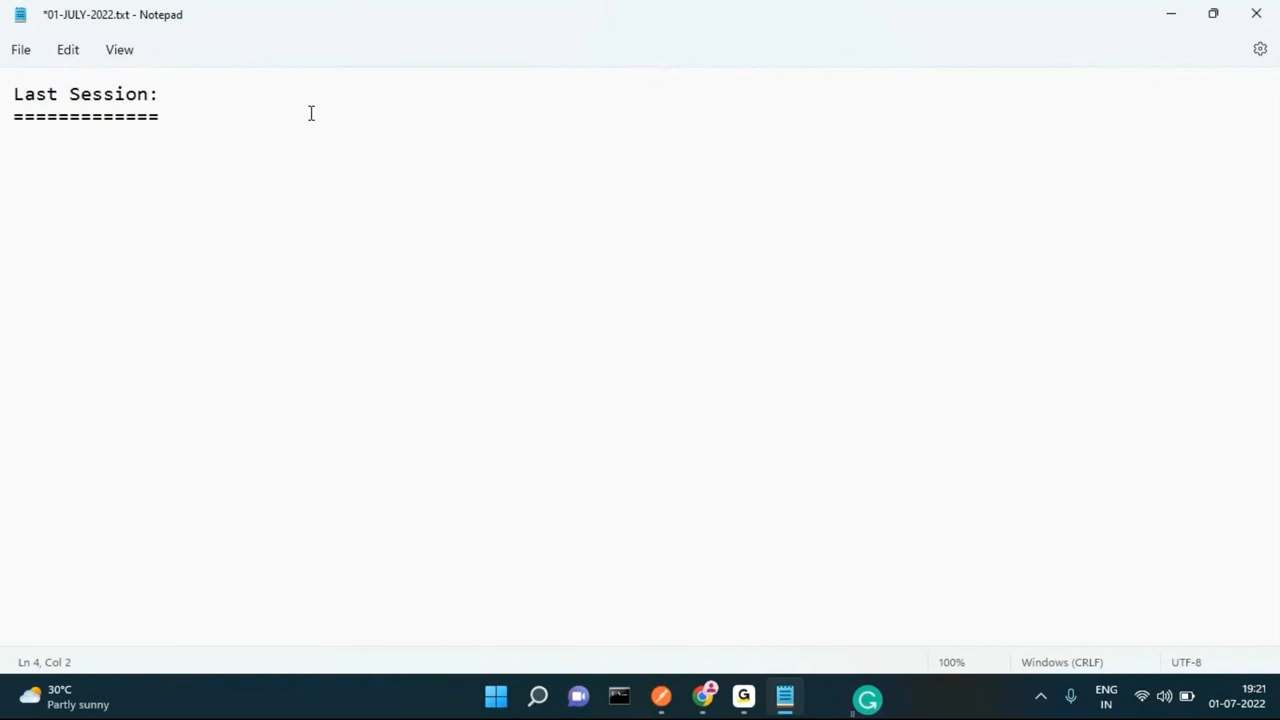 *01-JULY-2022.txt - Notepad
File Edit View
Last Session:
=============
Ln 4, Col 2 100% Windows (CRLF) UTF-8
30°C
Partly sunny
ENG
IN
19:21
01-07-2022